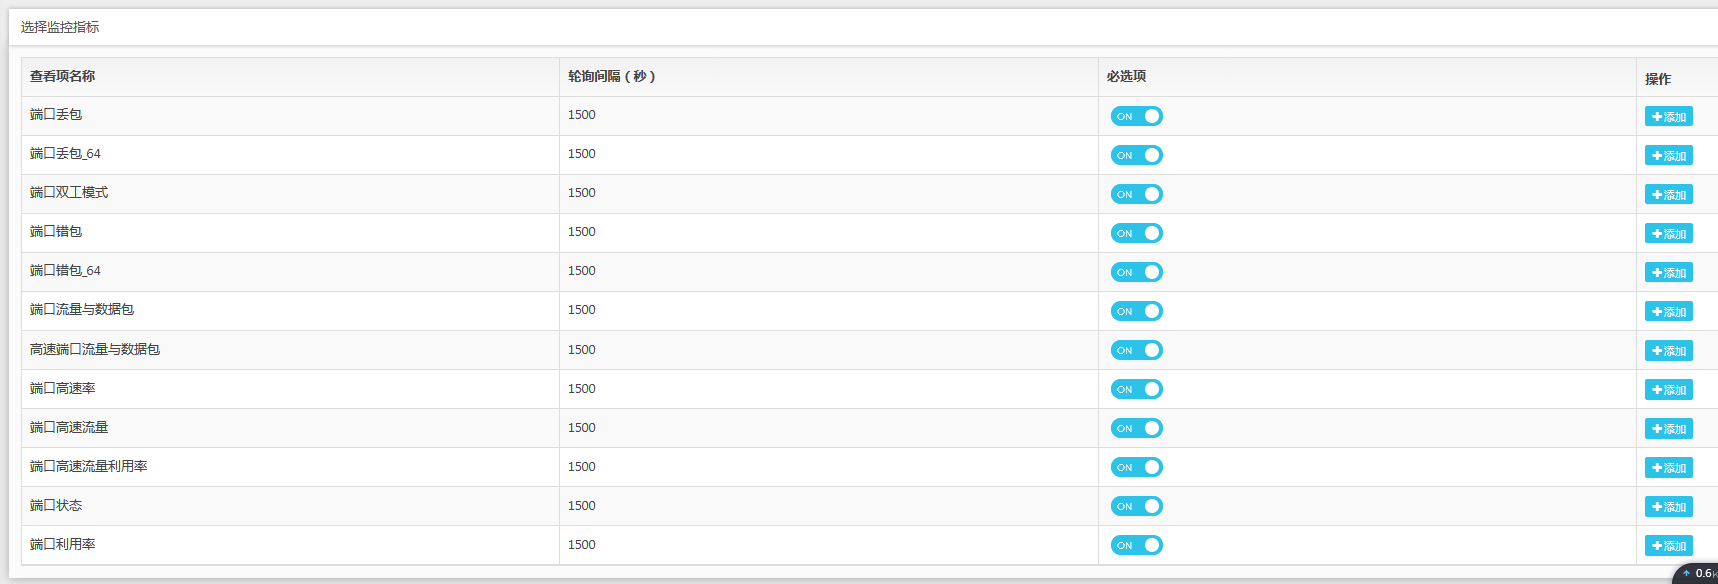 选择监控指标
查看项名称 轮询间隔（秒） 必选项 操作
端口丢包 1500 ON 添加
端口丢包_64 1500 ON 添加
端口双工模式 1500 ON 添加
端口错包 1500 ON 添加
端口错包_64 1500 ON 添加
端口流量与数据包 1500 ON 添加
高速端口流量与数据包 1500 ON 添加
端口高速率 1500 ON 添加
端口高速流量 1500 ON 添加
端口高速流量利用率 1500 ON 添加
端口状态 1500 ON 添加
端口利用率 1500 ON 添加
0.6K